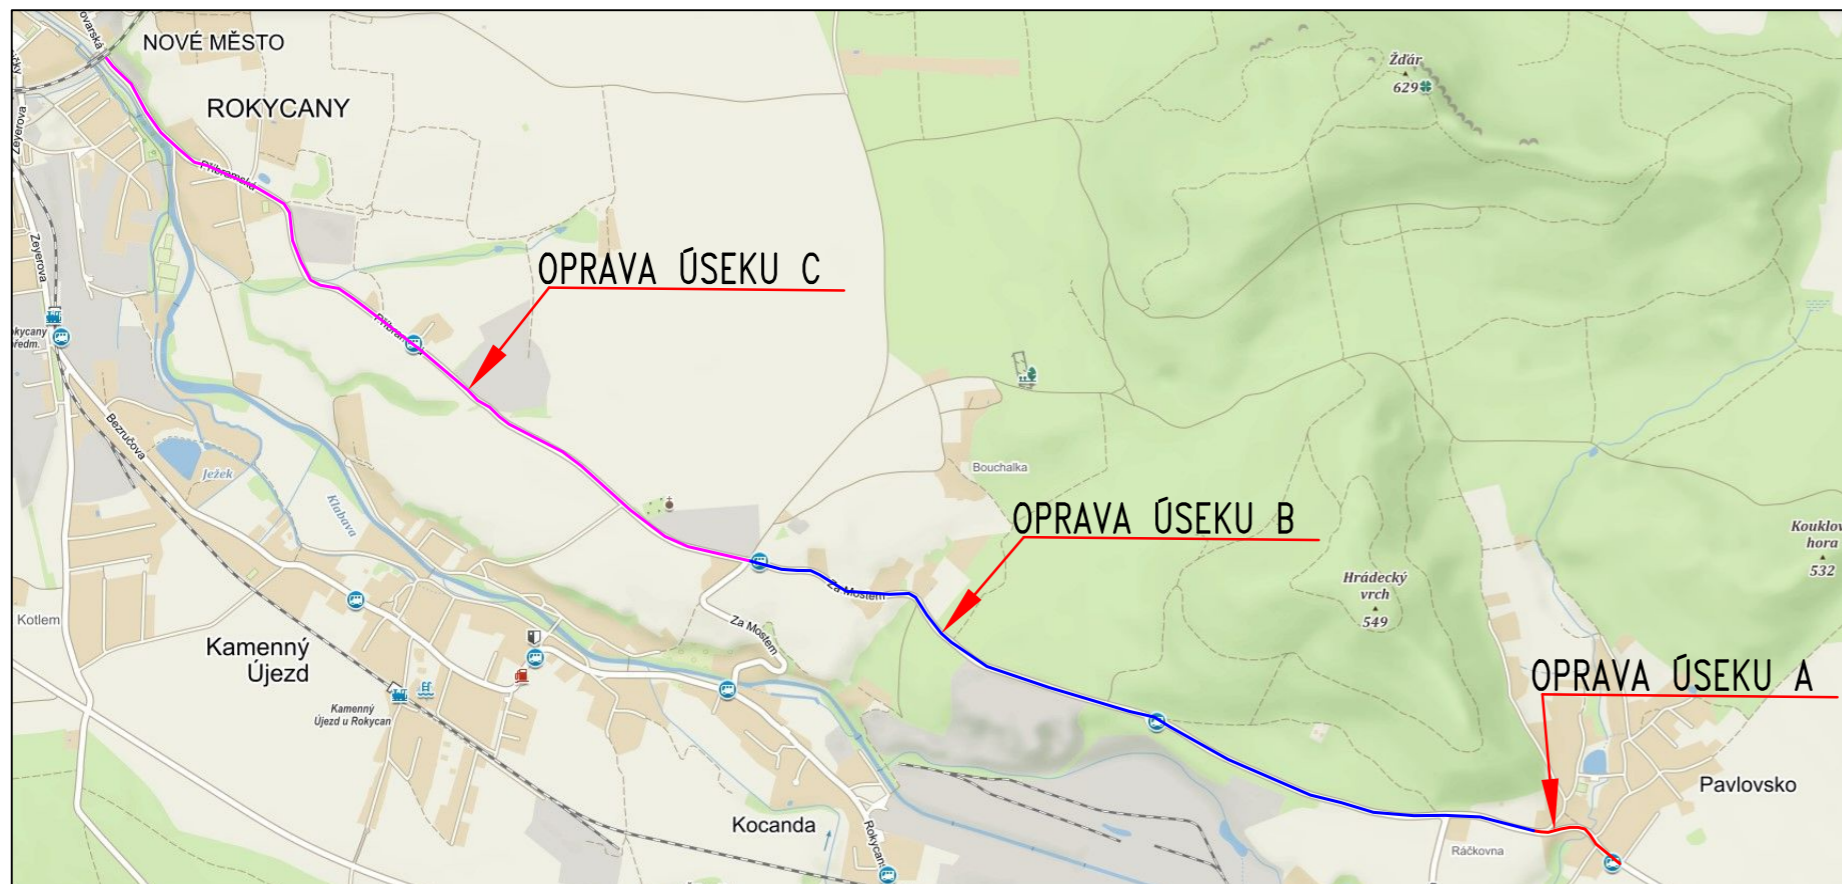 NOVÉ MĚSTO
Žďár
629
ROKYCANY
Zeyerova
Příbramská
Zeyerova
OPRAVA ÚSEKU C
předm.
Bezručova
Ježek
Klabava
Bouchalka
OPRAVA ÚSEKU B
hora
532
Hrádecký
vrch
549
Za Mostem
Kotlem
Za Mostem
Kamenný
Újezd
OPRAVA ÚSEKU A
Kamenný
Újezd u Rokycan
Pavlovsko
Kocanda
Ráčkovna